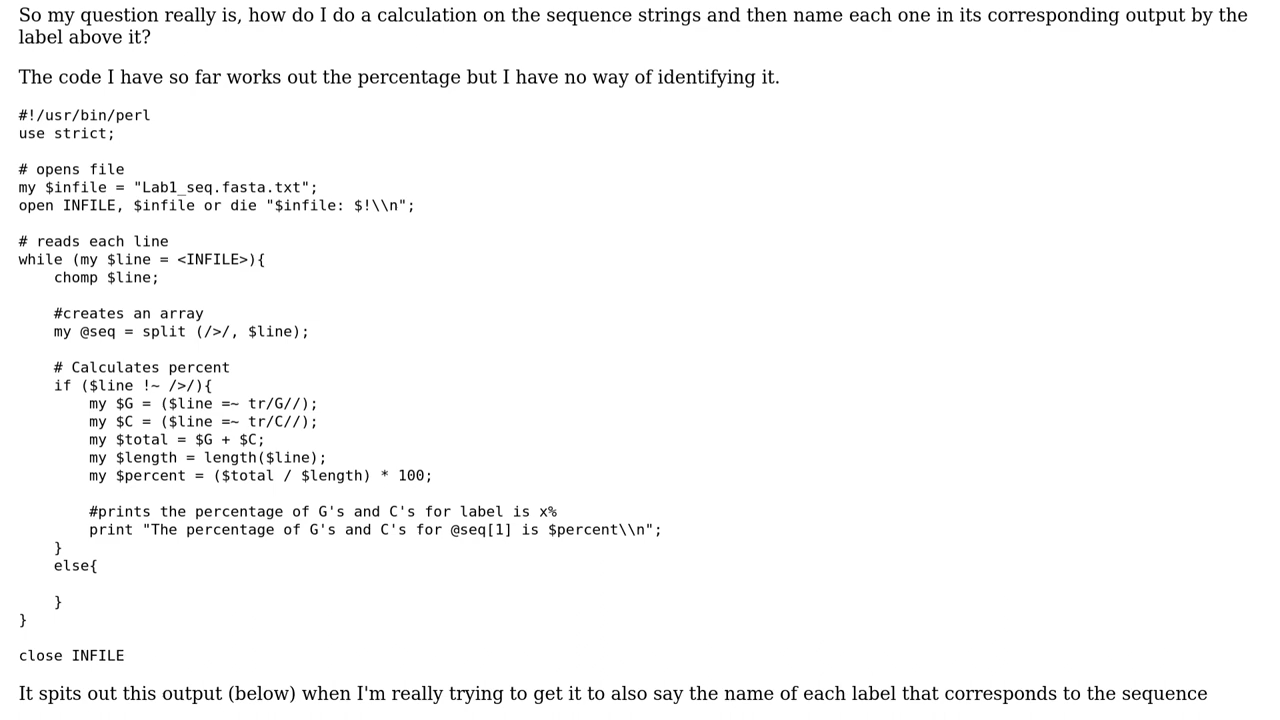 So my question really is, how do I do a calculation on the sequence strings and then name each one in its corresponding output by the
label above it?
The code I have so far works out the percentage but I have no way of identifying it.
#!/usr/bin/perl
use strict;
# opens file
my $infile = "Lab1_seq.fasta.txt";
open INFILE, $infile or die "$infile: $!\\n";
# reads each line
while (my $line = <INFILE>){
    chomp $line;
    #creates an array
    my @seq = split (/>/, $line);
    # Calculates percent
    if ($line !~ />/){
        my $G = ($line =~ tr/G//);
        my $C = ($line =~ tr/C//);
        my $total = $G + $C;
        my $length = length($line);
        my $percent = ($total / $length) * 100;
        #prints the percentage of G's and C's for label is x%
        print "The percentage of G's and C's for @seq[1] is $percent\\n";
    }
    else{
    }
}
close INFILE
It spits out this output (below) when I'm really trying to get it to also say the name of each label that corresponds to the sequence